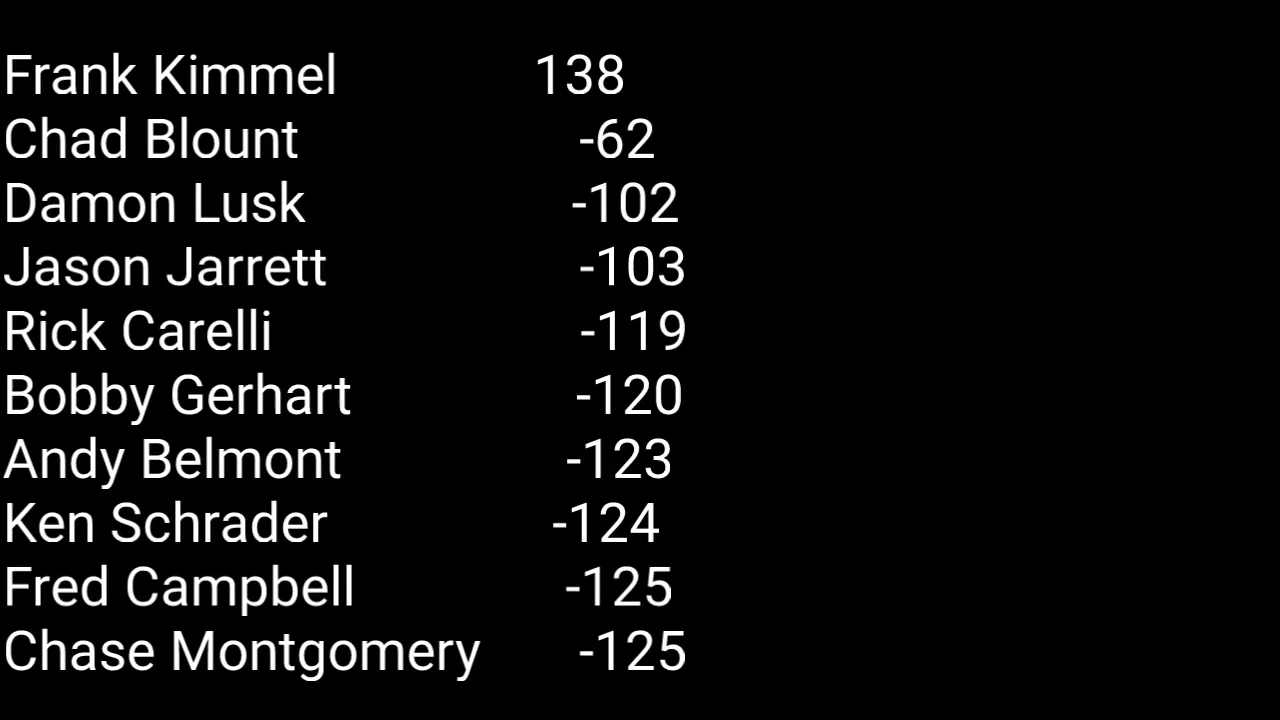 Frank Kimmel 138
Chad Blount -62
Damon Lusk -102
Jason Jarrett -103
Rick Carelli -119
Bobby Gerhart -120
Andy Belmont -123
Ken Schrader -124
Fred Campbell -125
Chase Montgomery -125